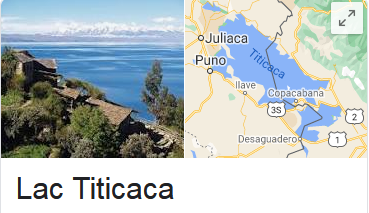 Juliaca
Puno
Titicaca
Ilave
Copacabana
3S
2
Desaguadero
1
Lac Titicaca